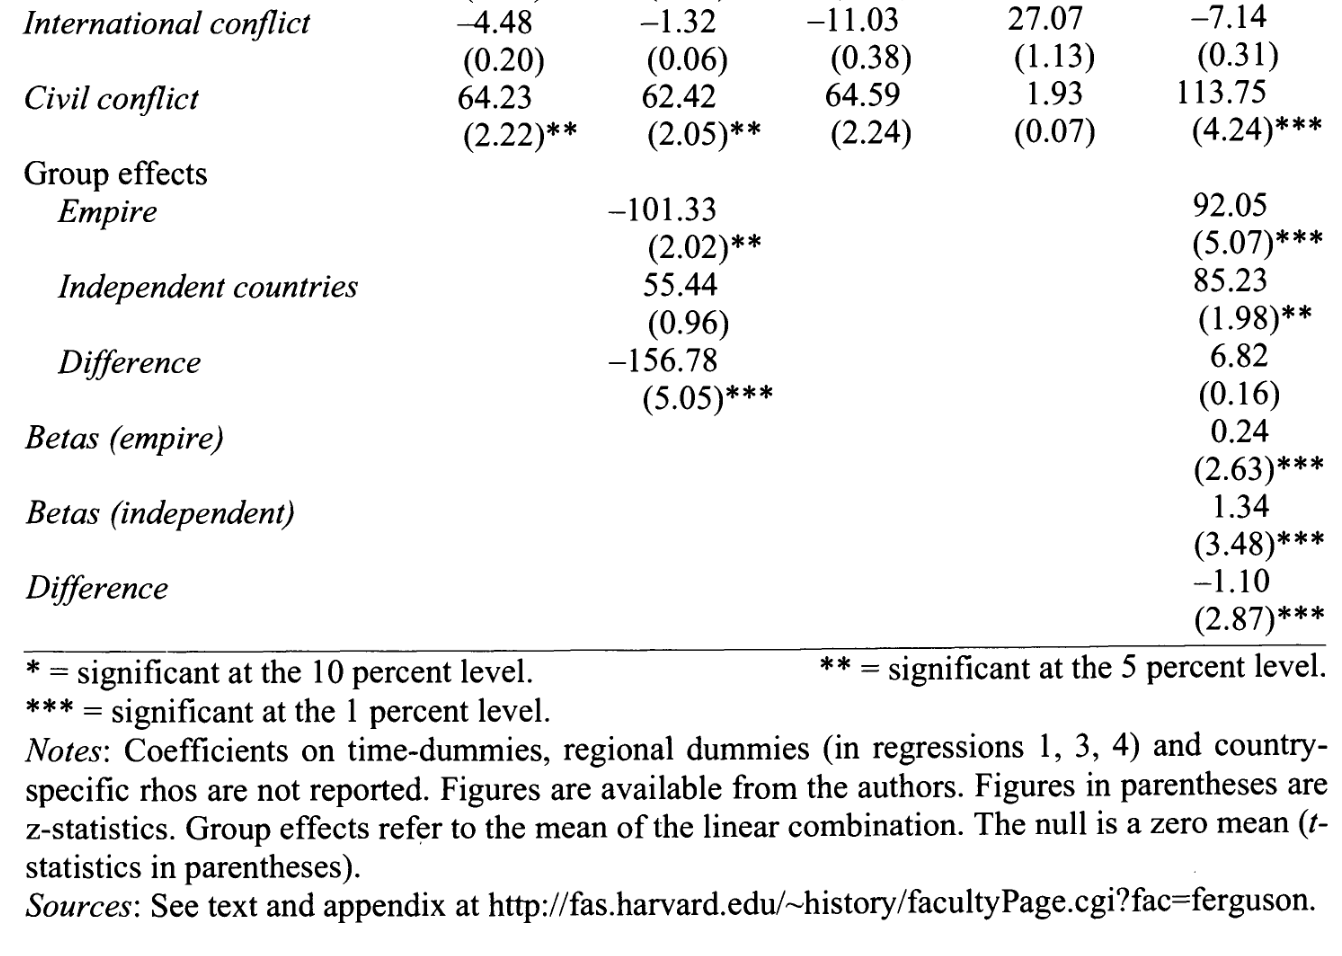 International conflict –4.48 –1.32 –11.03 27.07 –7.14
(0.20) (0.06) (0.38) (1.13) (0.31)
Civil conflict 64.23 62.42 64.59 1.93 113.75
(2.22)** (2.05)** (2.24) (0.07) (4.24)***
Group effects
Empire –101.33 92.05
(2.02)** (5.07)***
Independent countries 55.44 85.23
(0.96) (1.98)**
Difference –156.78 6.82
(5.05)*** (0.16)
Betas (empire) 0.24
(2.63)***
Betas (independent) 1.34
(3.48)***
Difference –1.10
(2.87)***
* = significant at the 10 percent level. ** = significant at the 5 percent level.
*** = significant at the 1 percent level.
Notes: Coefficients on time-dummies, regional dummies (in regressions 1, 3, 4) and country-
specific rhos are not reported. Figures are available from the authors. Figures in parentheses are
z-statistics. Group effects refer to the mean of the linear combination. The null is a zero mean (t-
statistics in parentheses).
Sources: See text and appendix at http://fas.harvard.edu/~history/facultyPage.cgi?fac=ferguson.